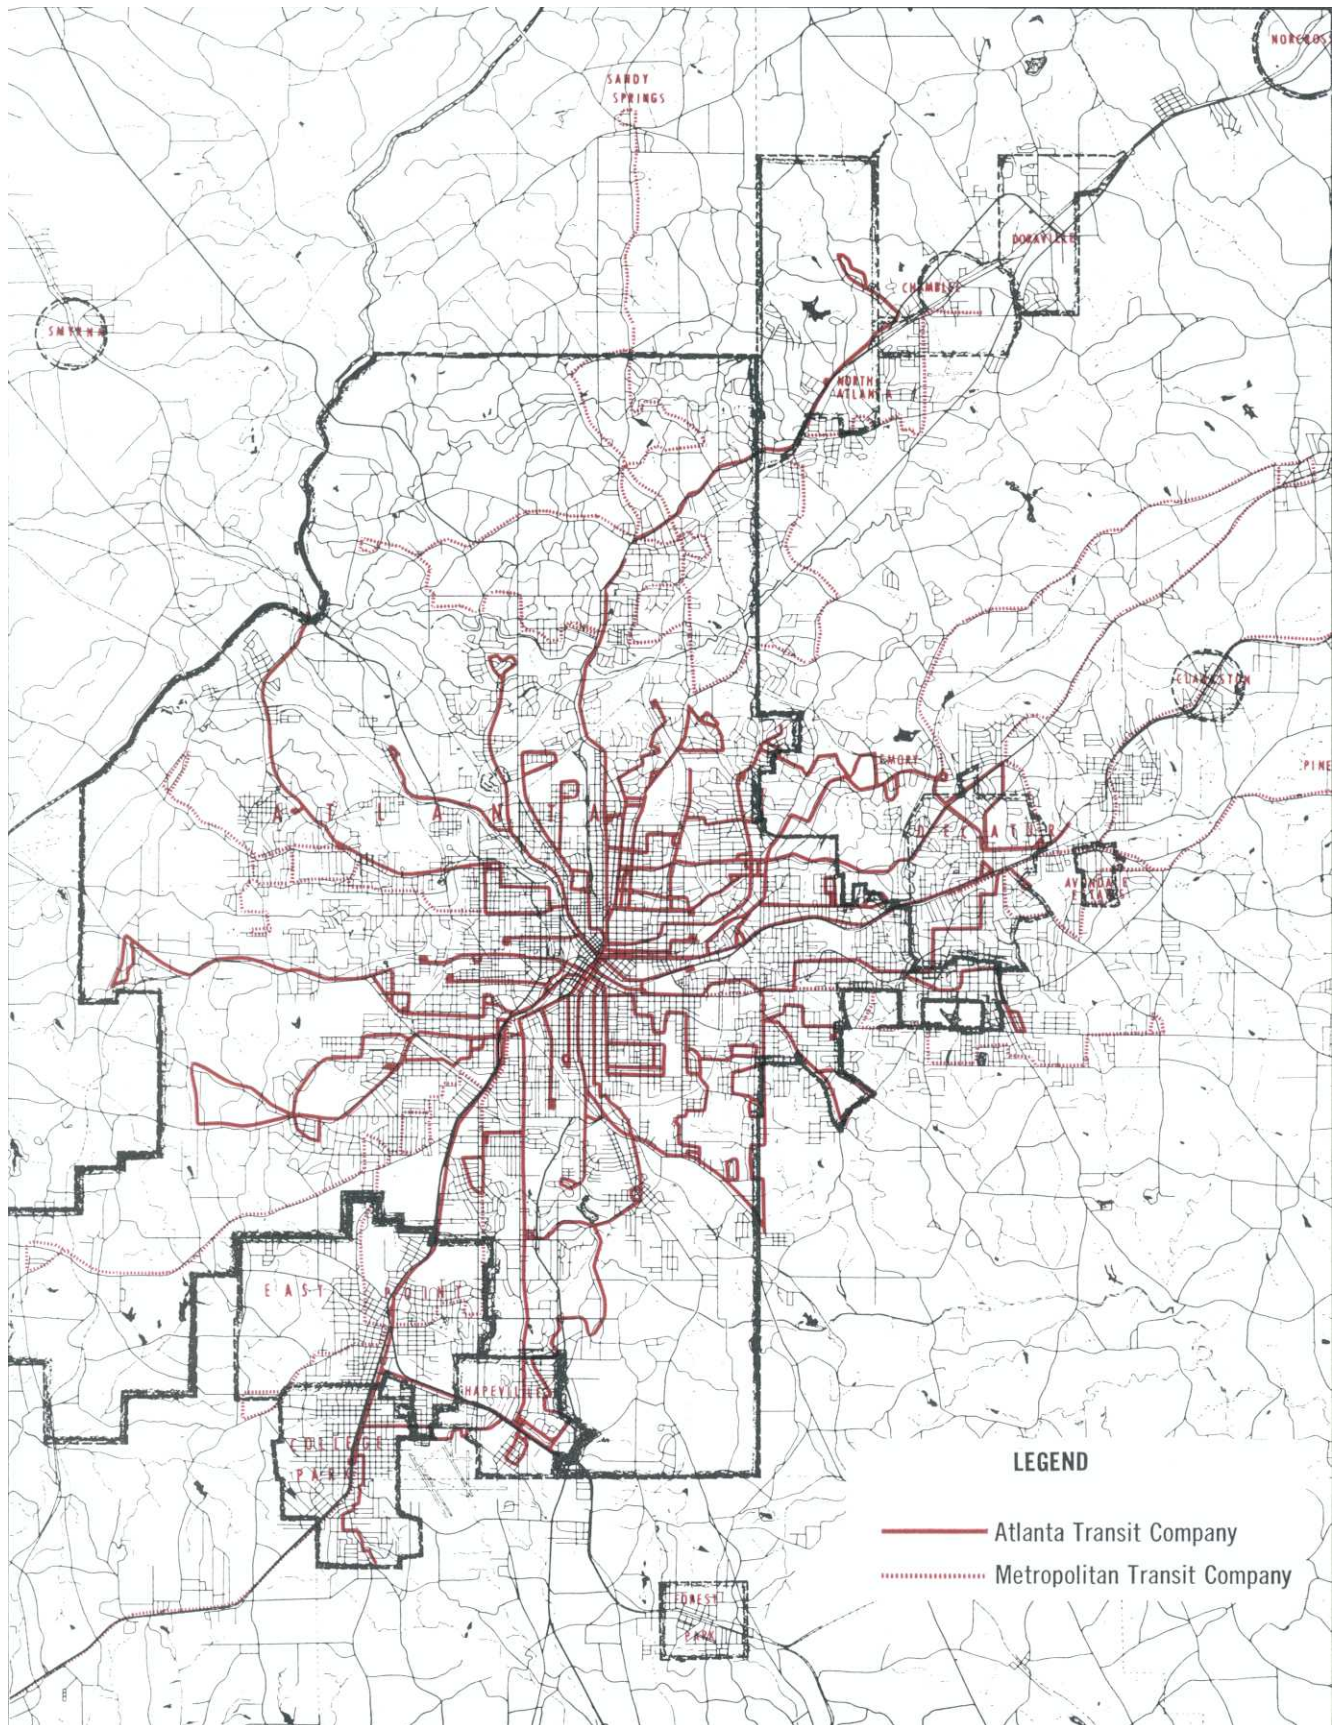 NORCROS
SANDY
SPRINGS
DORAVILLE
CHAMBLEE
SMYRNA
NORTH
ATLANTA
CLARKSTON
PINE
EMORY
ATLANTA
DECATUR
AVONDALE
ESTATES
EAST POINT
HAPEVILLE
COLLEGE
PARK
LEGEND
Atlanta Transit Company
Metropolitan Transit Company
FOREST
PARK